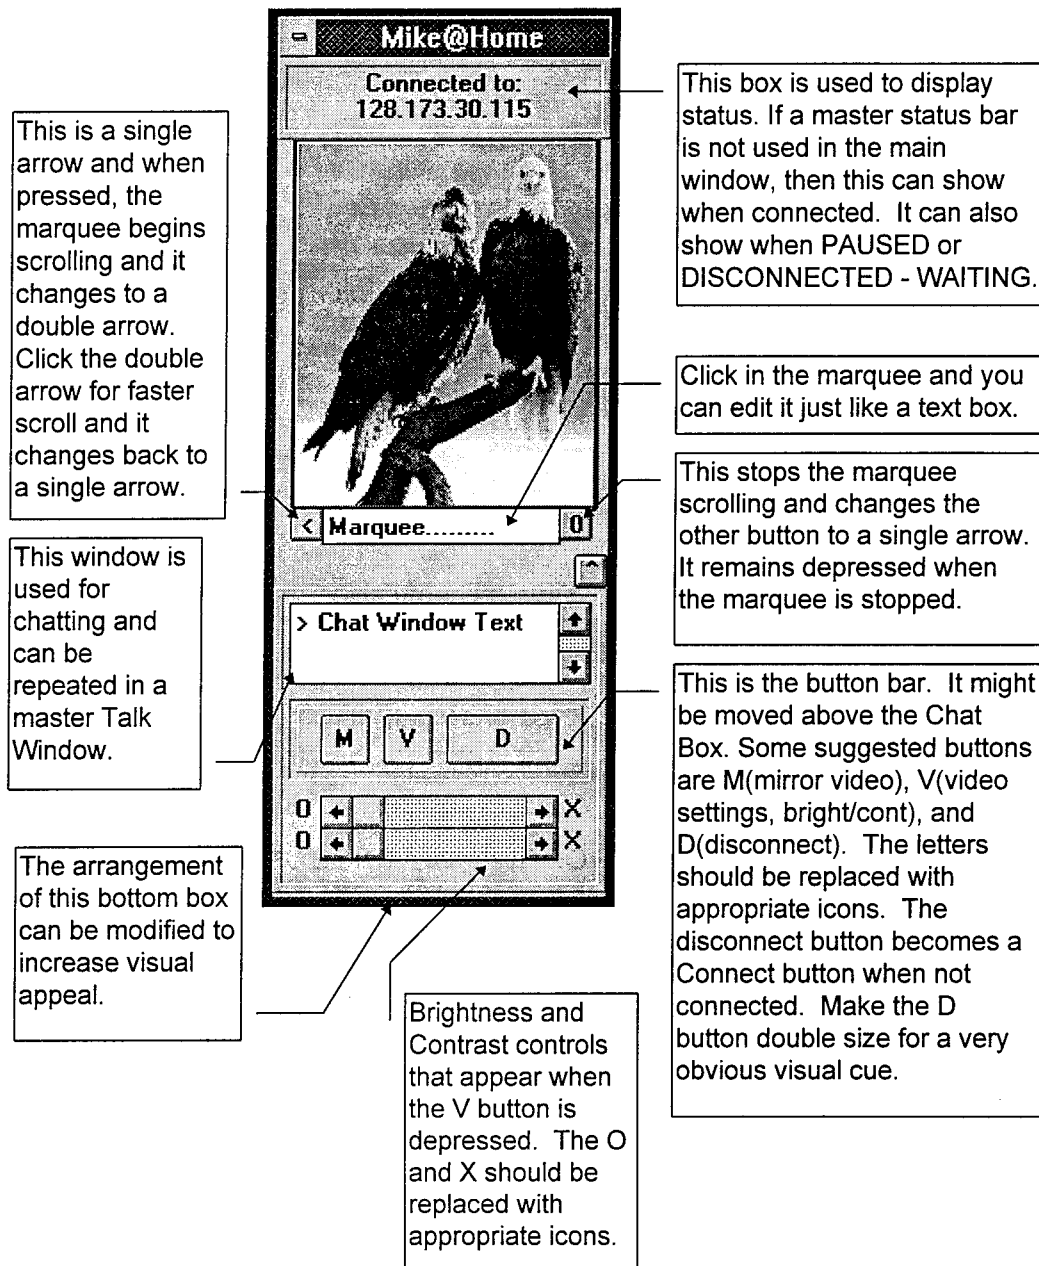 Mike@Home
Connected to:
128.173.30.115
< Marquee......... 0
^
> Chat Window Text
M V D
0 X
0 X
This is a single
arrow and when
pressed, the
marquee begins
scrolling and it
changes to a
double arrow.
Click the double
arrow for faster
scroll and it
changes back to
a single arrow.
This window is
used for
chatting and
can be
repeated in a
master Talk
Window.
The arrangement
of this bottom box
can be modified to
increase visual
appeal.
This box is used to display
status. If a master status bar
is not used in the main
window, then this can show
when connected. It can also
show when PAUSED or
DISCONNECTED - WAITING.
Click in the marquee and you
can edit it just like a text box.
This stops the marquee
scrolling and changes the
other button to a single arrow.
It remains depressed when
the marquee is stopped.
This is the button bar. It might
be moved above the Chat
Box. Some suggested buttons
are M(mirror video), V(video
settings, bright/cont), and
D(disconnect). The letters
should be replaced with
appropriate icons. The
disconnect button becomes a
Connect button when not
connected. Make the D
button double size for a very
obvious visual cue.
Brightness and
Contrast controls
that appear when
the V button is
depressed. The O
and X should be
replaced with
appropriate icons.